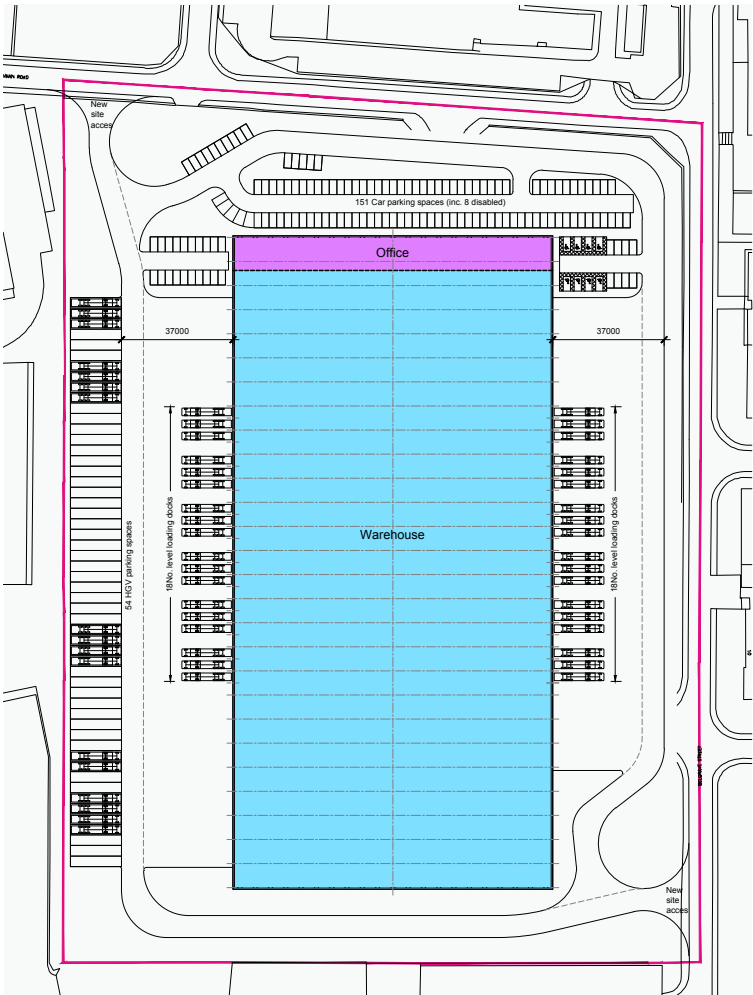 New
site
acces
151 Car parking spaces (inc. 8 disabled)
Office
37000
37000
18No. level loading docks
18No. level loading docks
54 HGV parking spaces
Warehouse
New
site
acces